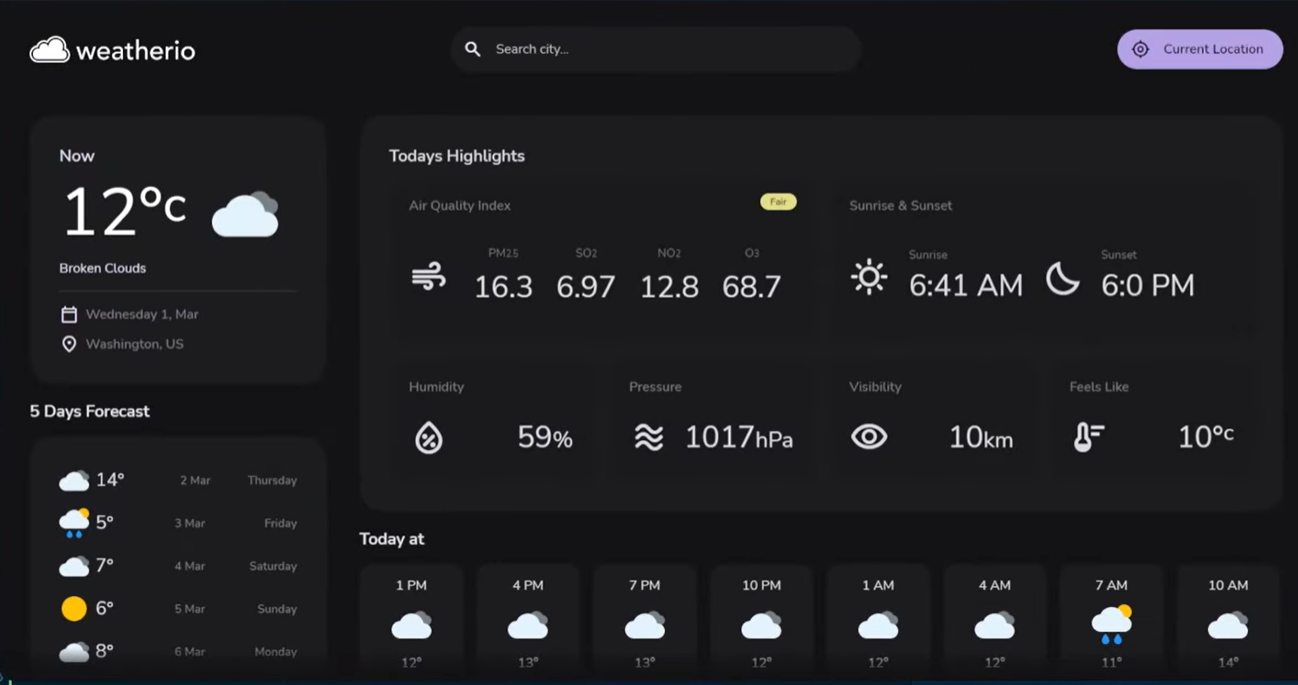 weatherio
Search city...
Current Location
Now
12°c
Broken Clouds
Wednesday 1, Mar
Washington, US
5 Days Forecast
14° 2 Mar Thursday
5° 3 Mar Friday
7° 4 Mar Saturday
6° 5 Mar Sunday
8° 6 Mar Monday
Todays Highlights
Air Quality Index Fair
PM25 SO2 NO2 O3
16.3 6.97 12.8 68.7
Sunrise & Sunset
Sunrise Sunset
6:41 AM 6:0 PM
Humidity Pressure Visibility Feels Like
59% 1017hPa 10km 10°c
Today at
1 PM 4 PM 7 PM 10 PM 1 AM 4 AM 7 AM 10 AM
12° 13° 13° 12° 12° 12° 11° 14°